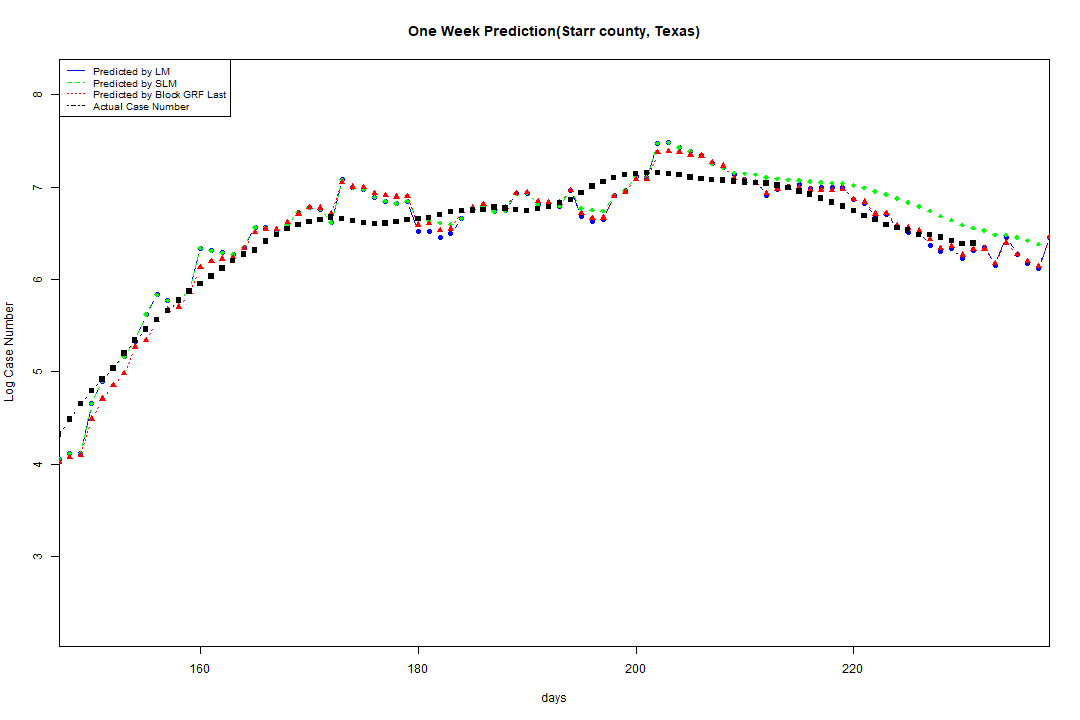 One Week Prediction(Starr county, Texas)
Predicted by LM
Predicted by SLM
Predicted by Block GRF Last
Actual Case Number
8
7
6
5
4
3
Log Case Number
160 180 200 220
days